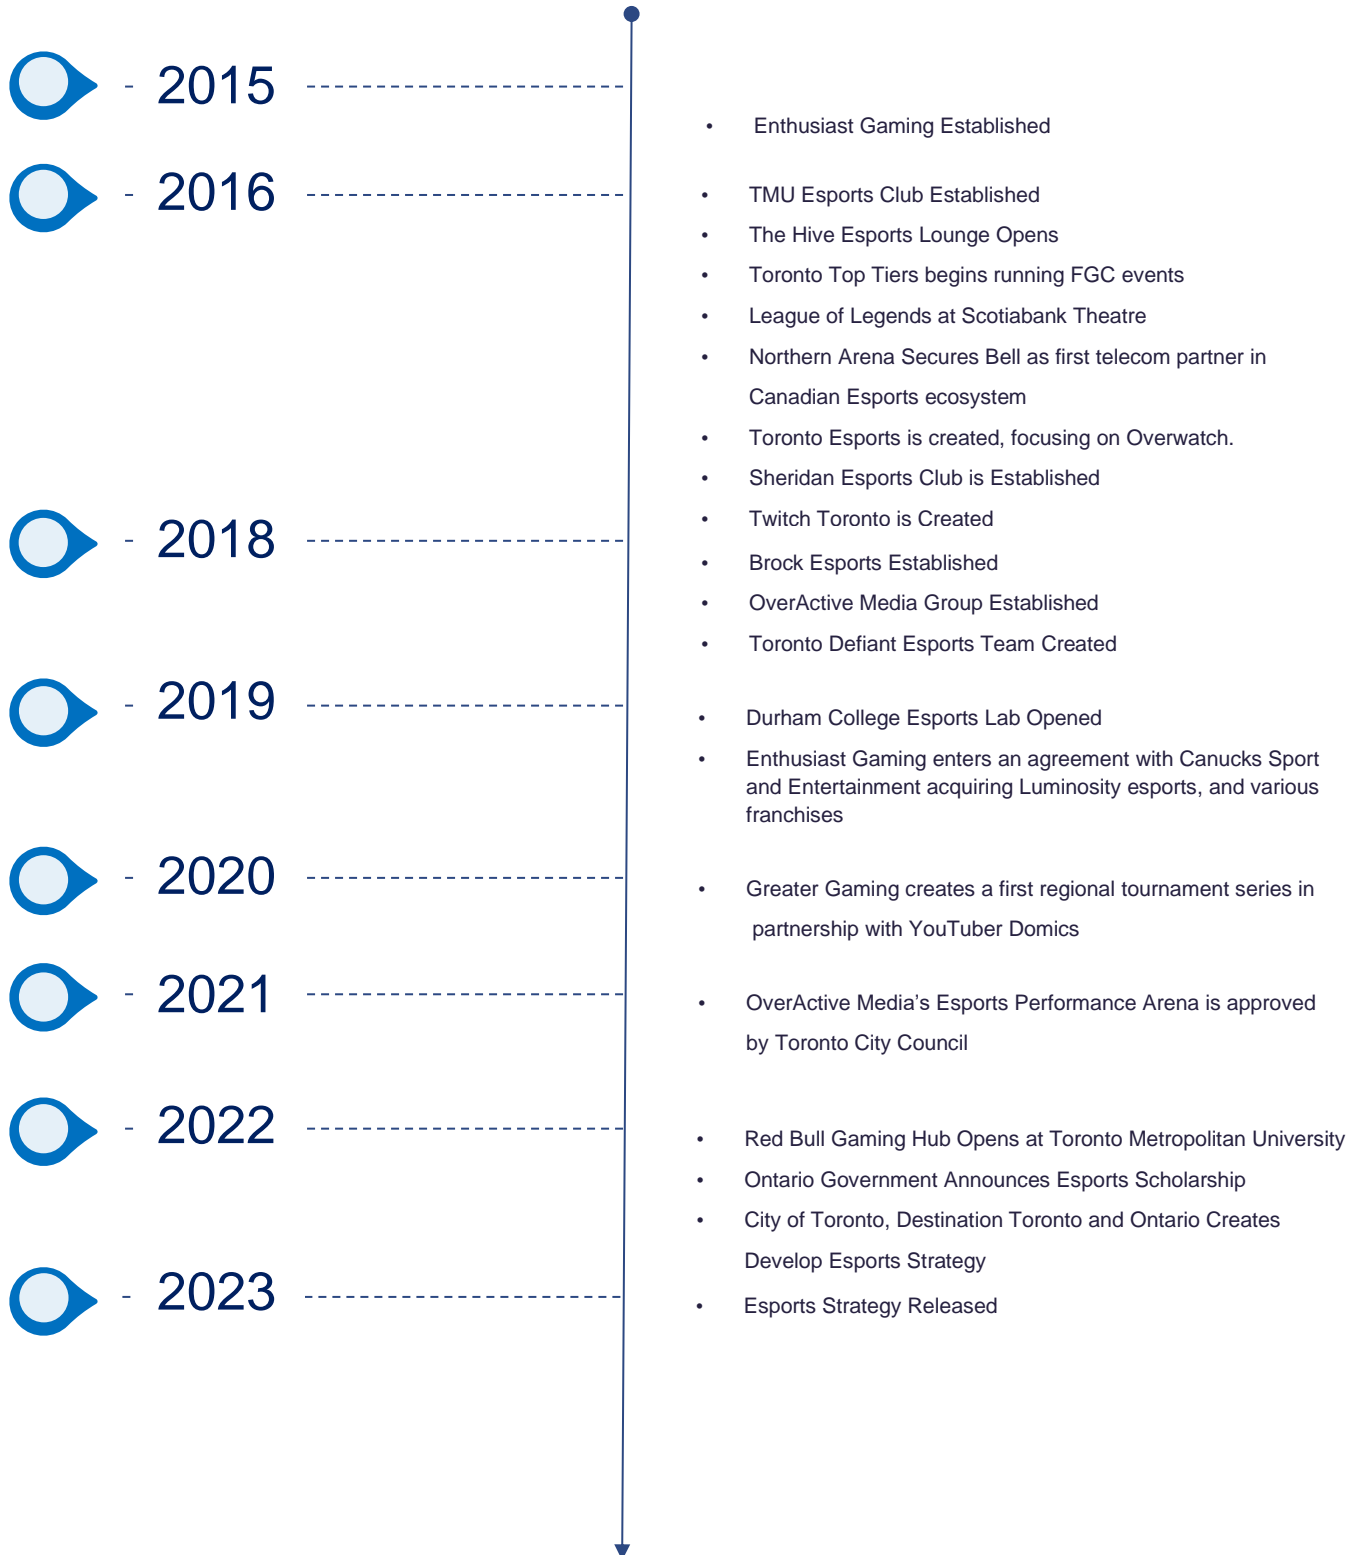 2015
• Enthusiast Gaming Established
2016
• TMU Esports Club Established
• The Hive Esports Lounge Opens
• Toronto Top Tiers begins running FGC events
• League of Legends at Scotiabank Theatre
• Northern Arena Secures Bell as first telecom partner in
Canadian Esports ecosystem
• Toronto Esports is created, focusing on Overwatch.
• Sheridan Esports Club is Established
• Twitch Toronto is Created
2018
• Brock Esports Established
• OverActive Media Group Established
• Toronto Defiant Esports Team Created
2019
• Durham College Esports Lab Opened
• Enthusiast Gaming enters an agreement with Canucks Sport
and Entertainment acquiring Luminosity esports, and various
franchises
2020
• Greater Gaming creates a first regional tournament series in
partnership with YouTuber Domics
2021
• OverActive Media’s Esports Performance Arena is approved
by Toronto City Council
2022
• Red Bull Gaming Hub Opens at Toronto Metropolitan University
• Ontario Government Announces Esports Scholarship
• City of Toronto, Destination Toronto and Ontario Creates
Develop Esports Strategy
2023
• Esports Strategy Released